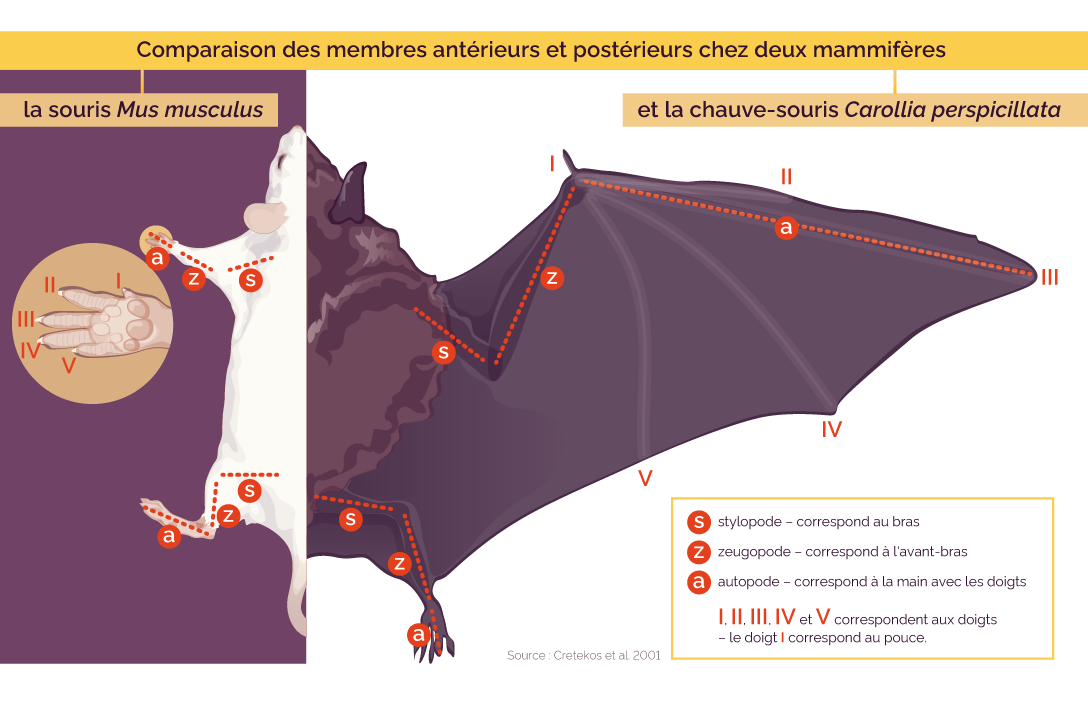 Comparaison des membres antérieurs et postérieurs chez deux mammifères
la souris Mus musculus
et la chauve-souris Carollia perspicillata
I
II
a
III
z
s
IV
V
a
z
s
I
II
III
IV
V
s
z
a
s
z
a
s stylopode – correspond au bras
z zeugopode – correspond à l'avant-bras
a autopode – correspond à la main avec les doigts
I, II, III, IV et V correspondent aux doigts
– le doigt I correspond au pouce.
Source : Cretekos et al. 2001